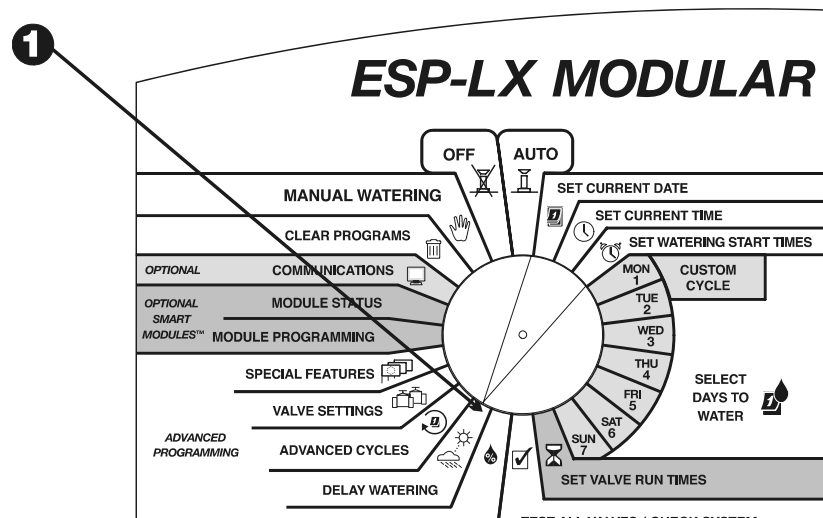 1
ESP-LX MODULAR
OFF
AUTO
MANUAL WATERING
SET CURRENT DATE
CLEAR PROGRAMS
SET CURRENT TIME
SET WATERING START TIMES
OPTIONAL
COMMUNICATIONS
MON
1
CUSTOM
CYCLE
OPTIONAL
SMART
MODULES™
MODULE STATUS
MODULE PROGRAMMING
TUE
2
WED
3
THU
4
FRI
5
SAT
6
SUN
7
SELECT
DAYS TO
WATER
1
SPECIAL FEATURES
VALVE SETTINGS
ADVANCED
PROGRAMMING
ADVANCED CYCLES
DELAY WATERING
%
SET VALVE RUN TIMES